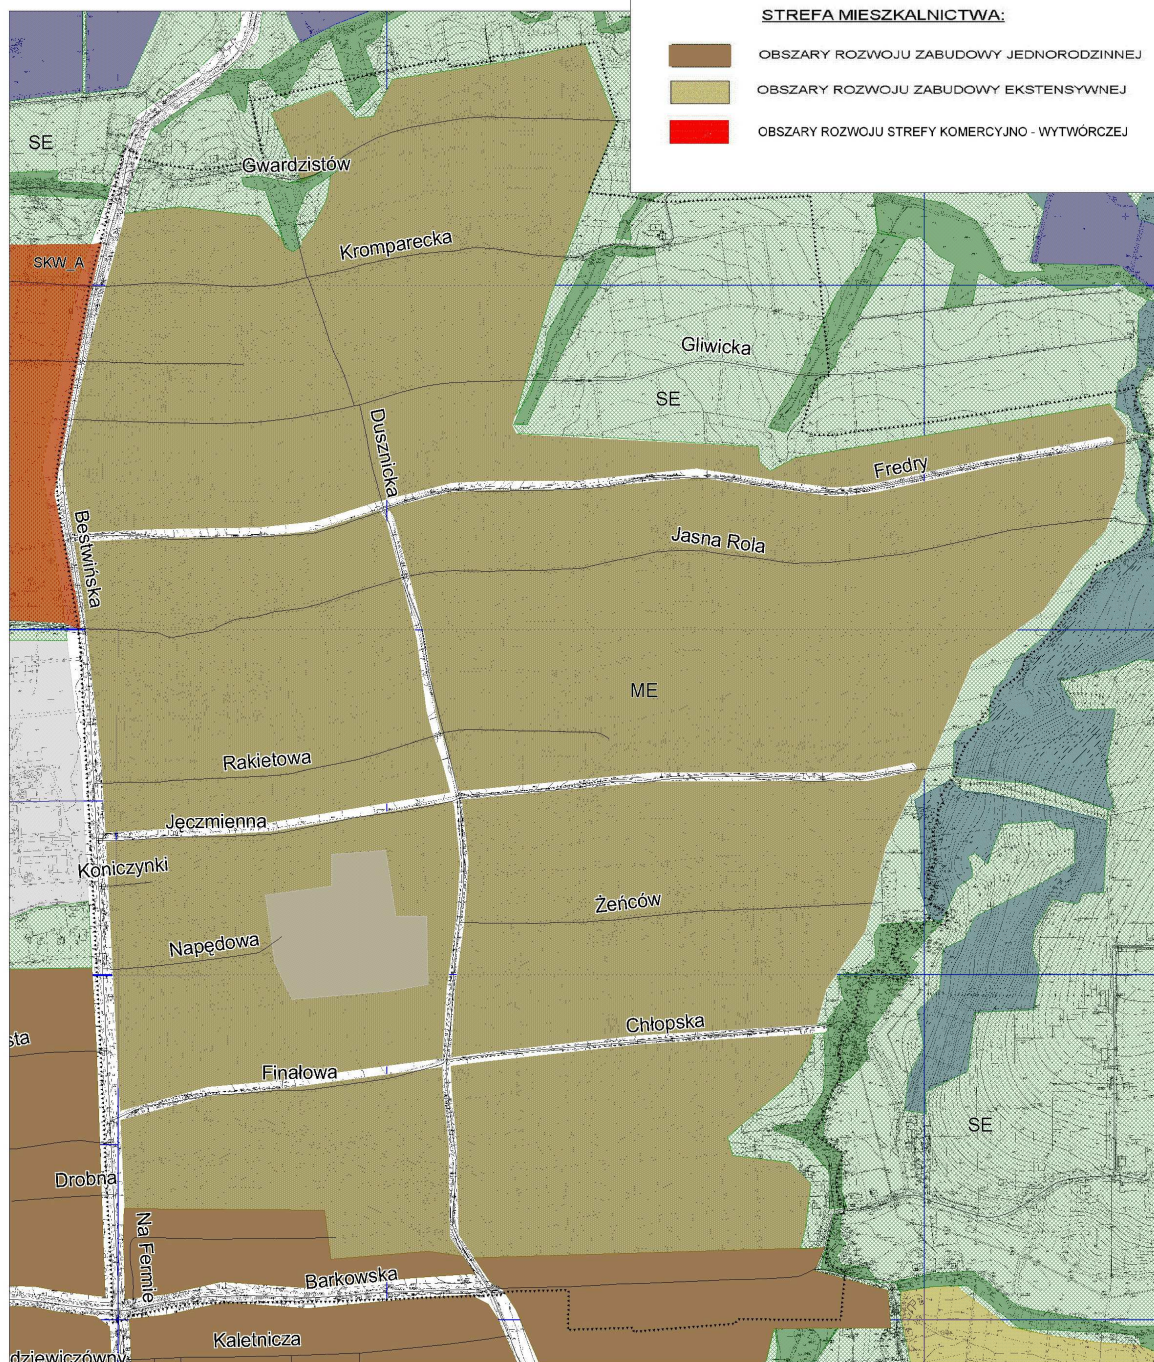 STREFA MIESZKALNICTWA:
OBSZARY ROZWOJU ZABUDOWY JEDNORODZINNEJ
OBSZARY ROZWOJU ZABUDOWY EKSTENSYWNEJ
OBSZARY ROZWOJU STREFY KOMERCYJNO - WYTWÓRCZEJ
SE
Gwardzistów
Kromparecka
SKW_A
Gliwicka
SE
Dusznicka
Fredry
Bestwińska
Jasna Rola
ME
Rakietowa
Jęczmienna
Koniczynki
Żeńców
Napędowa
Chłopska
sta
Finałowa
SE
Drobna
Na Fermie
Barkowska
Kaletnicza
dziewiczówny